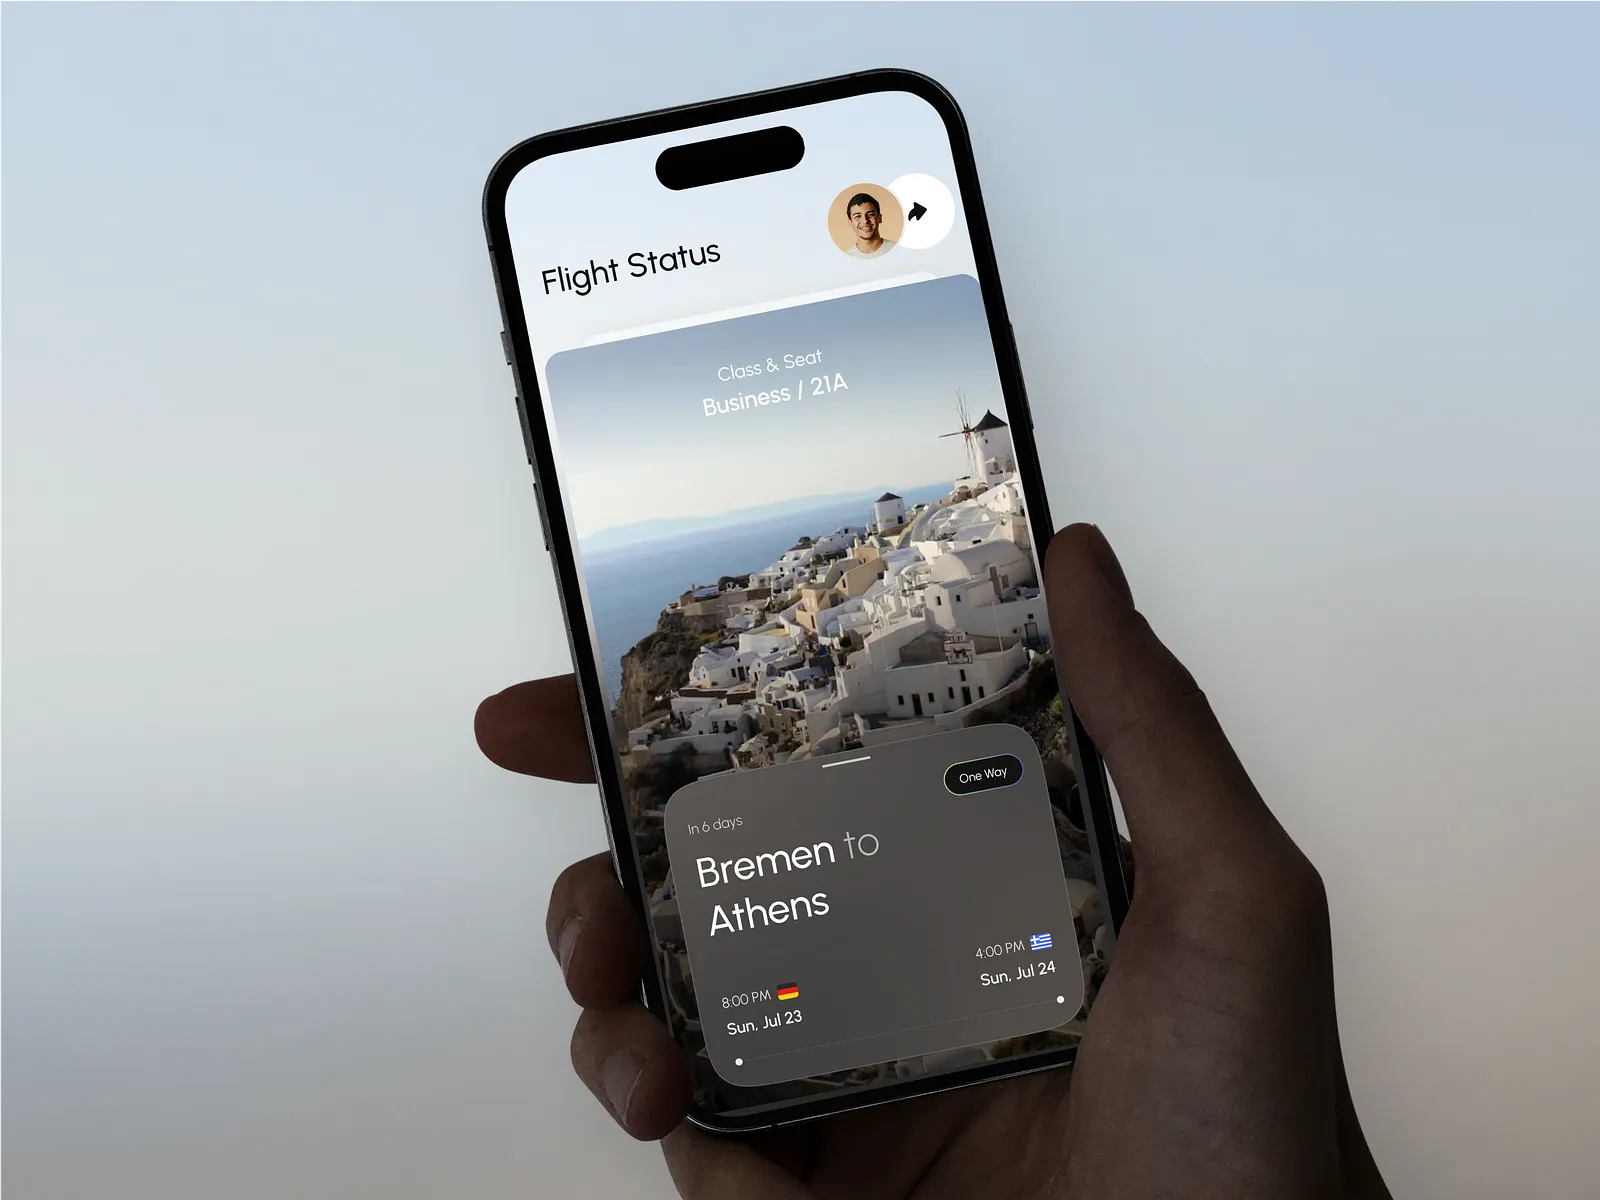 Flight Status
Class & Seat
Business / 21A
One Way
In 6 days
Bremen to
Athens
8:00 PM
Sun, Jul 23
4:00 PM
Sun, Jul 24